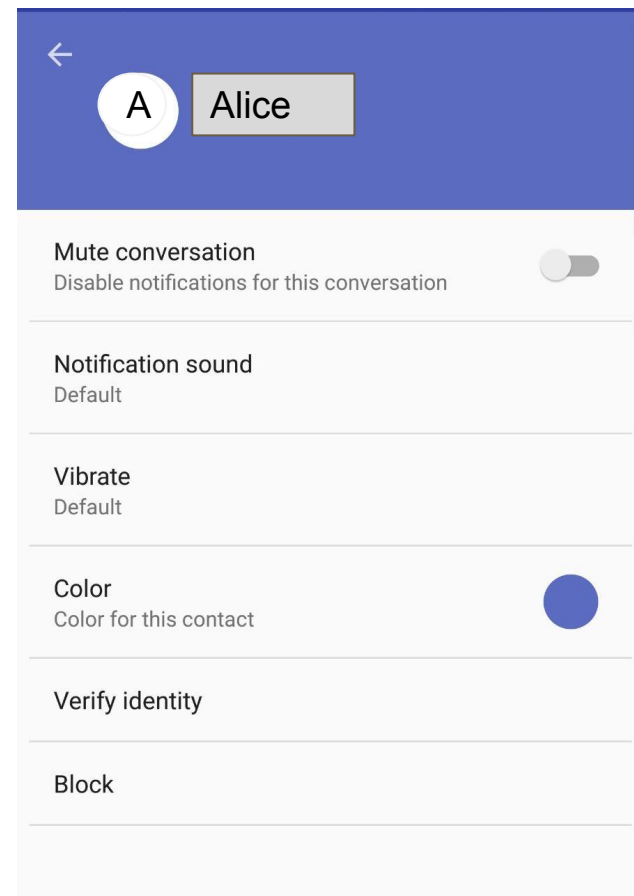 A Alice
Mute conversation
Disable notifications for this conversation
Notification sound
Default
Vibrate
Default
Color
Color for this contact
Verify identity
Block